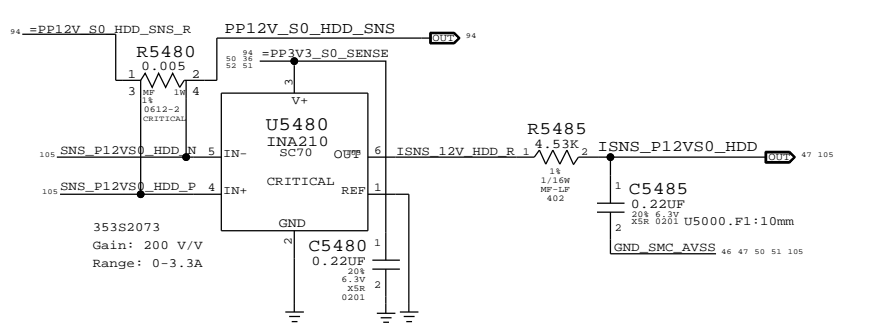 94 =PP12V_S0_HDD_SNS_R
PP12V_S0_HDD_SNS
OUT 94
R5480
0.005
1 2
3 4
MF 1W
1%
0612-2
CRITICAL
94
50 36
52 51
=PP3V3_S0_SENSE
3
V+
U5480
INA210
SC70
CRITICAL
105 SNS_P12VS0_HDD_N 5 IN-
105 SNS_P12VS0_HDD_P 4 IN+
OUT 6
REF 1
GND
2
ISNS_12V_HDD_R 1
R5485
4.53K
2
1%
1/16W
MF-LF
402
ISNS_P12VS0_HDD
OUT 47 105
1
C5485
0.22UF
20% 6.3V
X5R 0201
2
U5000.F1:10mm
GND_SMC_AVSS 46 47 50 51 105
353S2073
Gain: 200 V/V
Range: 0-3.3A
C5480 1
0.22UF
20%
6.3V
X5R
0201
2